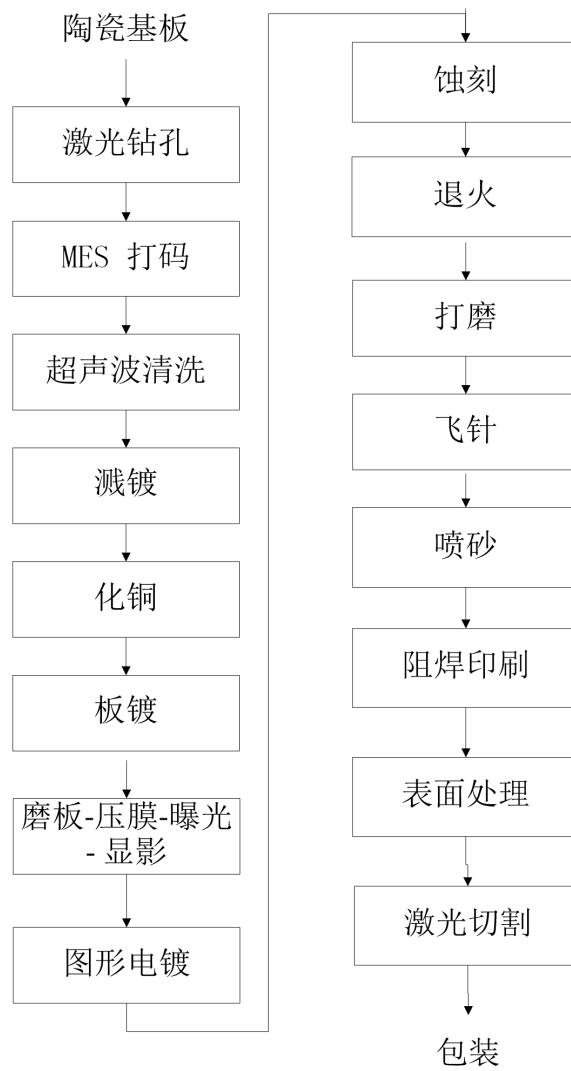 陶瓷基板
激光钻孔
MES 打码
超声波清洗
溅镀
化铜
板镀
磨板-压膜-曝光
- 显影
图形电镀
蚀刻
退火
打磨
飞针
喷砂
阻焊印刷
表面处理
激光切割
包装